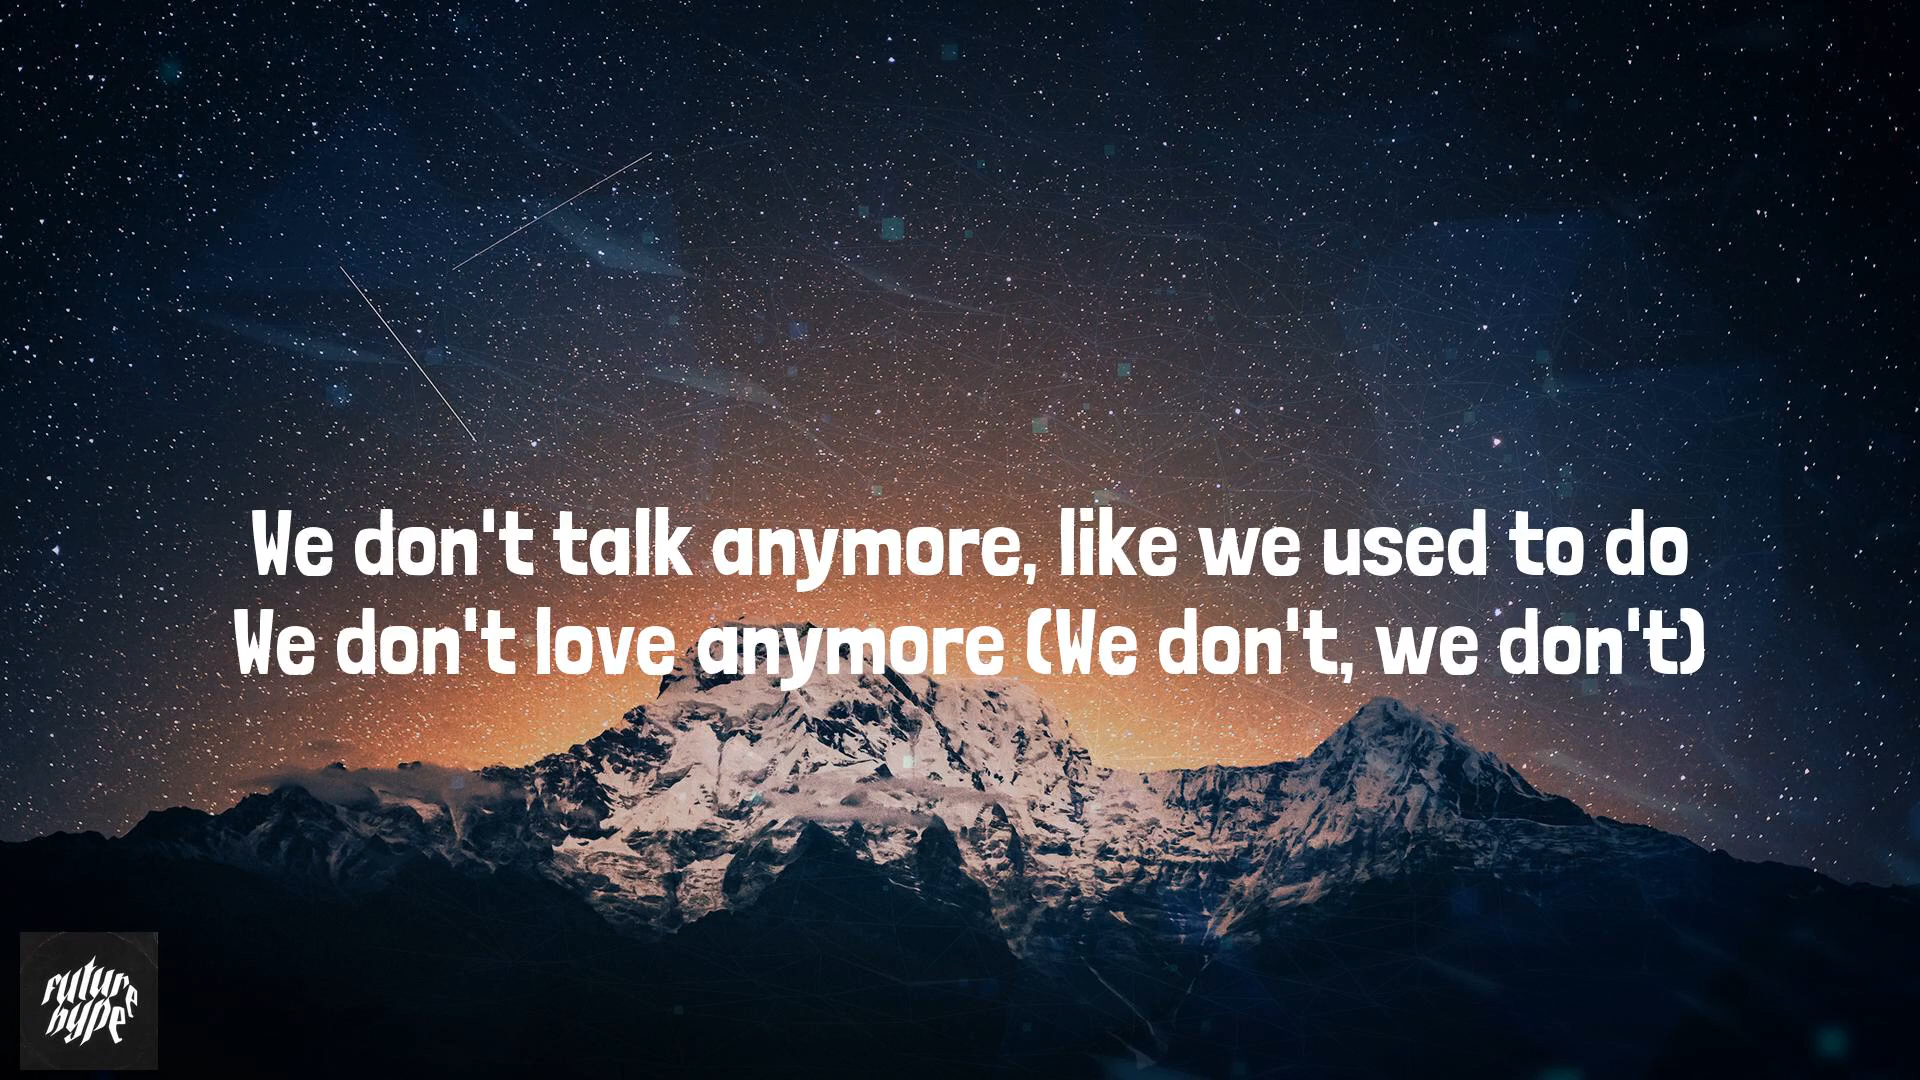 We don't talk anymore, like we used to do
We don't love anymore (We don't, we don't)
future
hype